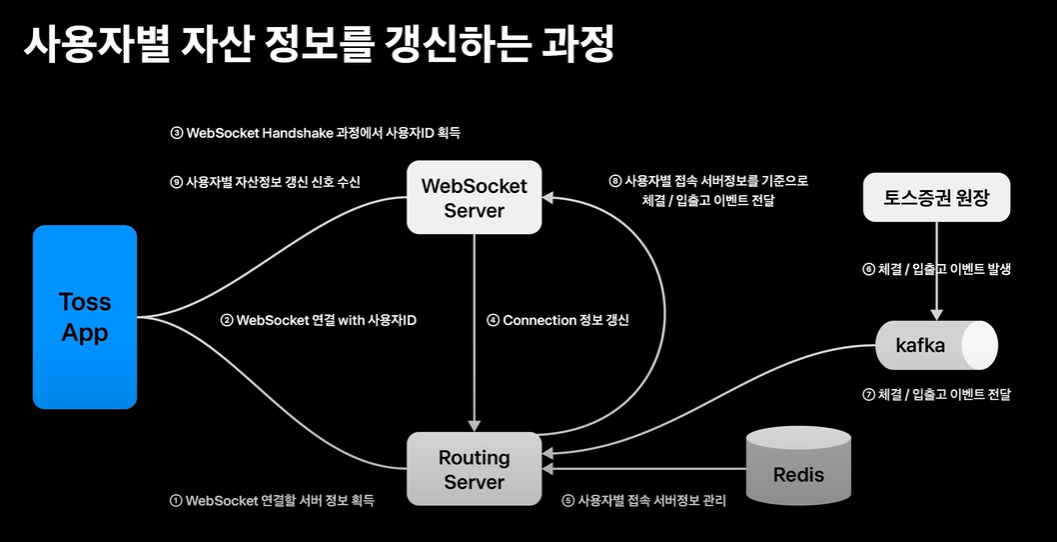 사용자별 자산 정보를 갱신하는 과정
③ WebSocket Handshake 과정에서 사용자ID 획득
⑨ 사용자별 자산정보 갱신 신호 수신
WebSocket
Server
⑧ 사용자별 접속 서버정보를 기준으로
체결 / 입출고 이벤트 전달
토스증권 원장
⑥ 체결 / 입출고 이벤트 발생
Toss
App
② WebSocket 연결 with 사용자ID
④ Connection 정보 갱신
kafka
⑦ 체결 / 입출고 이벤트 전달
Routing
Server
Redis
① WebSocket 연결할 서버 정보 획득
⑤ 사용자별 접속 서버정보 관리